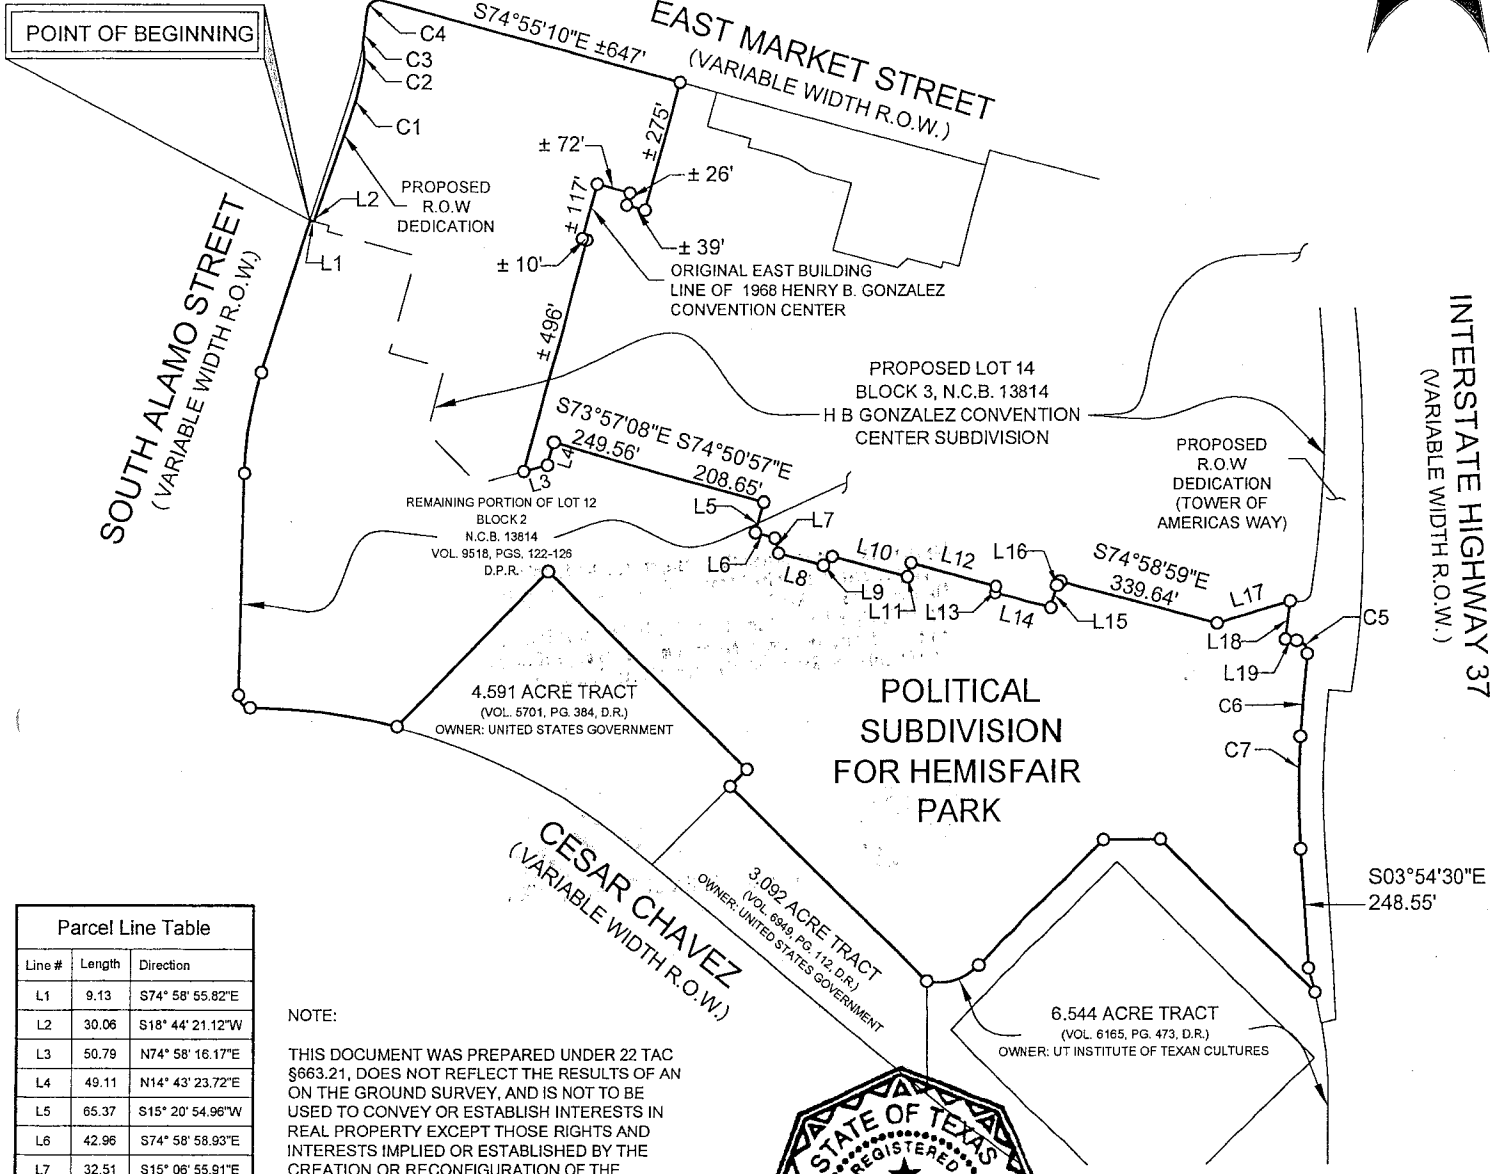 POINT OF BEGINNING
C4
C3
C2
C1
S74°55'10"E ±647'
EAST MARKET STREET
(VARIABLE WIDTH R.O.W.)
± 275'
± 72'
± 26'
± 117'
± 39'
± 10'
± 496'
PROPOSED
R.O.W
DEDICATION
L2
L1
ORIGINAL EAST BUILDING
LINE OF 1968 HENRY B. GONZALEZ
CONVENTION CENTER
SOUTH ALAMO STREET
(VARIABLE WIDTH R.O.W.)
PROPOSED LOT 14
BLOCK 3, N.C.B. 13814
H B GONZALEZ CONVENTION
CENTER SUBDIVISION
INTERSTATE HIGHWAY 37
(VARIABLE WIDTH R.O.W.)
PROPOSED
R.O.W
DEDICATION
(TOWER OF
AMERICAS WAY)
S73°57'08"E
249.56'
S74°50'57"E
208.65'
L3
L4
REMAINING PORTION OF LOT 12
BLOCK 2
N.C.B. 13814
VOL. 9518, PGS. 122-126
D.P.R.
L5
L6
L7
L8
L9
L10
L11
L12
L13
L14
L15
L16
S74°58'59"E
339.64'
L17
L18
L19
C5
C6
C7
4.591 ACRE TRACT
(VOL. 5701, PG. 384, D.R.)
OWNER: UNITED STATES GOVERNMENT
POLITICAL
SUBDIVISION
FOR HEMISFAIR
PARK
CESAR CHAVEZ
(VARIABLE WIDTH R.O.W.)
3.092 ACRE TRACT
(VOL. 6949, PG. 112, D.R.)
OWNER: UNITED STATES GOVERNMENT
S03°54'30"E
248.55'
6.544 ACRE TRACT
(VOL. 6165, PG. 473, D.R.)
OWNER: UT INSTITUTE OF TEXAN CULTURES
Parcel Line Table
Line # Length Direction
L1 9.13 S74° 58' 55.82"E
L2 30.06 S18° 44' 21.12"W
L3 50.79 N74° 58' 16.17"E
L4 49.11 N14° 43' 23.72"E
L5 65.37 S15° 20' 54.96"W
L6 42.96 S74° 58' 58.93"E
L7 32.51 S15° 06' 55.91"E
NOTE:
THIS DOCUMENT WAS PREPARED UNDER 22 TAC
§663.21, DOES NOT REFLECT THE RESULTS OF AN
ON THE GROUND SURVEY, AND IS NOT TO BE
USED TO CONVEY OR ESTABLISH INTERESTS IN
REAL PROPERTY EXCEPT THOSE RIGHTS AND
INTERESTS IMPLIED OR ESTABLISHED BY THE
CREATION OR RECONFIGURATION OF THE
STATE OF TEXAS
REGISTERED